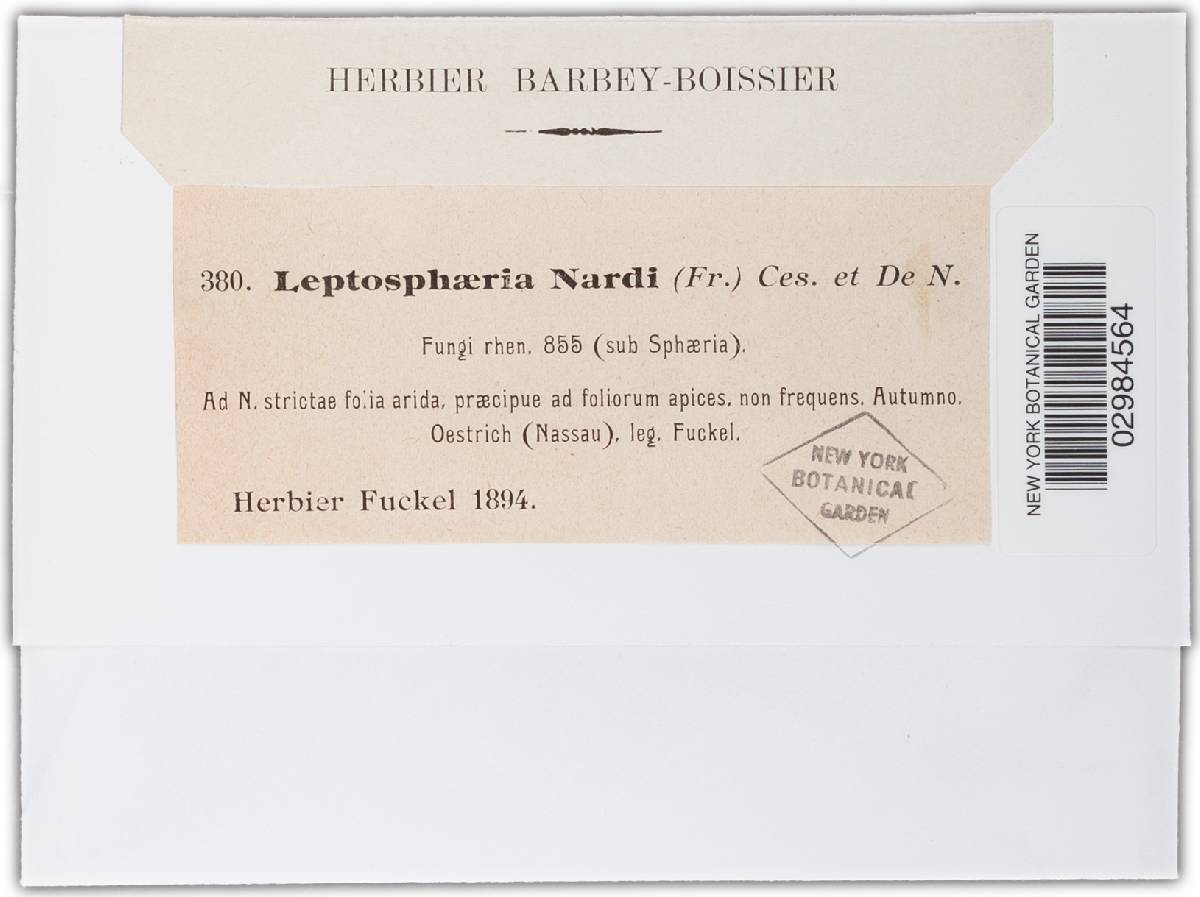 HERBIER BARBEY-BOISSIER
380. Leptosphæria Nardi (Fr.) Ces. et De N.
Fungi rhen. 855 (sub Sphæria).
Ad N. strictae folia arida, præcipue ad foliorum apices, non frequens. Autumno.
Oestrich (Nassau), leg. Fuckel.
Herbier Fuckel 1894.
NEW YORK
BOTANICAL
GARDEN
NEW YORK BOTANICAL GARDEN
02984564